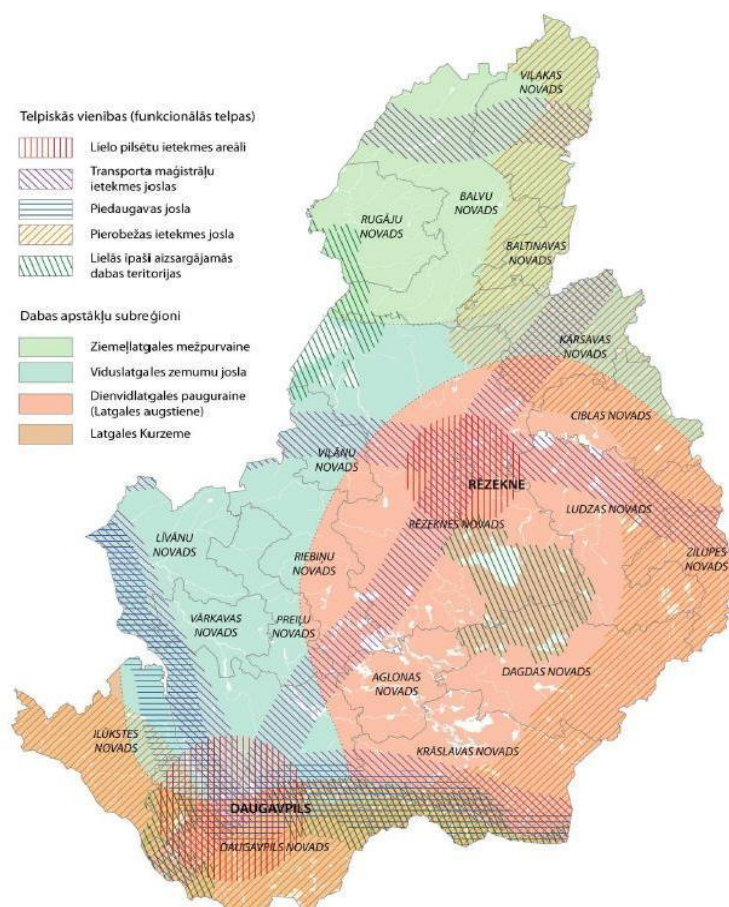 Telpiskās vienības (funkcionālās telpas)
Lielo pilsētu ietekmes areāli
Transporta maģistrāļu
ietekmes joslas
Piedaugavas josla
Pierobežas ietekmes josla
Lielās īpaši aizsargājamās
dabas teritorijas
Dabas apstākļu subreģioni
Ziemeļlatgales mežpurvaine
Viduslatgales zemumu josla
Dienvidlatgales pauguraine
(Latgales augstiene)
Latgales Kurzeme
VIĻAKAS
NOVADS
BALVU
NOVADS
RUGĀJU
NOVADS
BALTINAVAS
NOVADS
KĀRSAVAS
NOVADS
CIBLAS NOVADS
VIĻĀNU
NOVADS
RĒZEKNE
LUDZAS NOVADS
RĒZEKNES NOVADS
ZILUPES
NOVADS
LĪVĀNU
NOVADS
RIEBIŅU
NOVADS
VĀRKAVAS
NOVADS
PREIĻU
NOVADS
AGLONAS
NOVADS
DAGDAS NOVADS
ILŪKSTES
NOVADS
KRĀSLAVAS NOVADS
DAUGAVPILS
DAUGAVPILS NOVADS